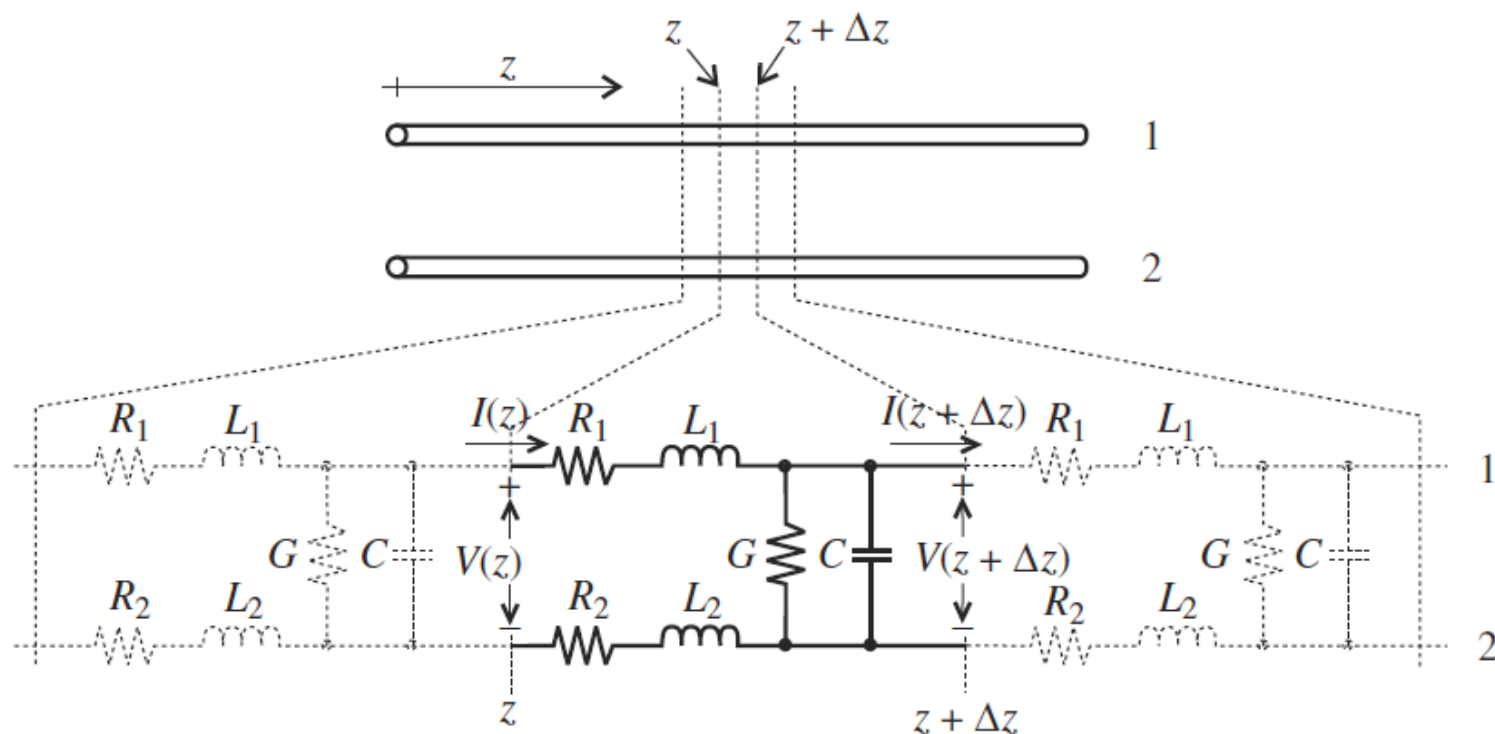 z z + Δz
z
1
2
I(z) I(z + Δz)
R₁ L₁ R₁ L₁ R₁ L₁
1
+ +
G C V(z) G C V(z + Δz) G C
R₂ L₂ − R₂ L₂ − R₂ L₂
2
z z + Δz